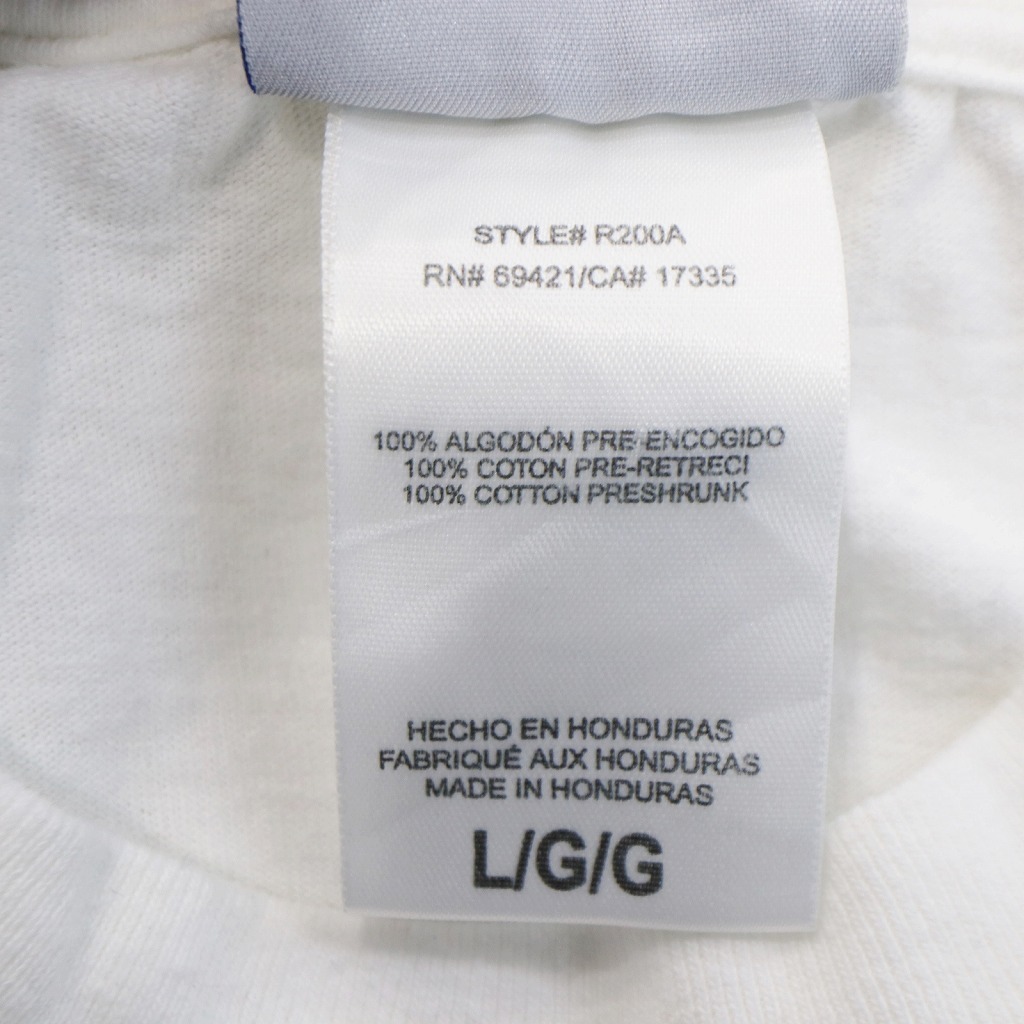 STYLE# R200A
RN# 69421/CA# 17335
100% ALGODÓN PRE-ENCOGIDO
100% COTON PRE-RETRECI
100% COTTON PRESHRUNK
HECHO EN HONDURAS
FABRIQUÉ AUX HONDURAS
MADE IN HONDURAS
L/G/G